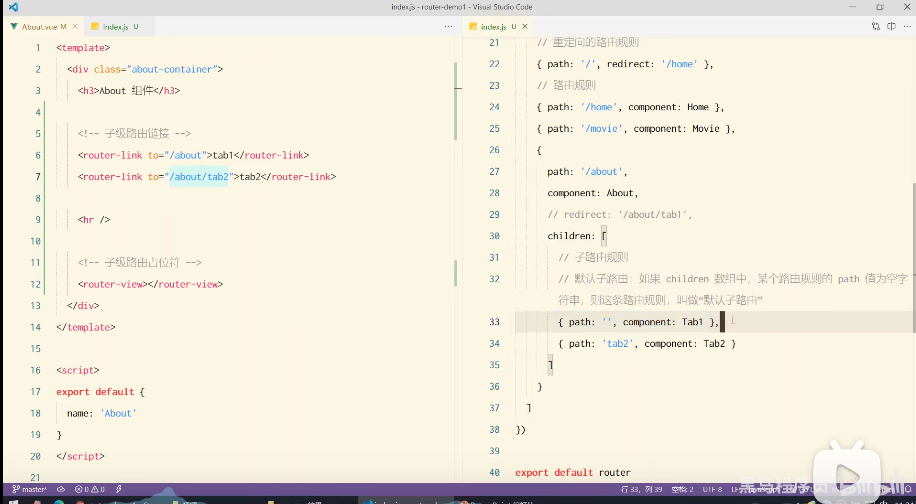 index.js - router-demo1 - Visual Studio Code
About.vue M
index.js U
index.js U
1 <template>
2 <div class="about-container">
3 <h3>About 组件</h3>
4
5 <!-- 子级路由链接 -->
6 <router-link to="/about">tab1</router-link>
7 <router-link to="/about/tab2">tab2</router-link>
8
9 <hr />
10
11 <!-- 子级路由占位符 -->
12 <router-view></router-view>
13 </div>
14 </template>
15
16 <script>
17 export default {
18 name: 'About'
19 }
20 </script>
21
21 // 重定向的路由规则
22 { path: '/', redirect: '/home' },
23 // 路由规则
24 { path: '/home', component: Home },
25 { path: '/movie', component: Movie },
26 {
27 path: '/about',
28 component: About,
29 // redirect: '/about/tab1',
30 children: [
31 // 子路由规则
32 // 默认子路由：如果 children 数组中，某个路由规则的 path 值为空字
符串，则这条路由规则，叫做“默认子路由”
33 { path: '', component: Tab1 },
34 { path: 'tab2', component: Tab2 }
35 ]
36 }
37 ]
38 })
39
40 export default router
master* 0 0
行 33，列 39 空格: 2 UTF-8